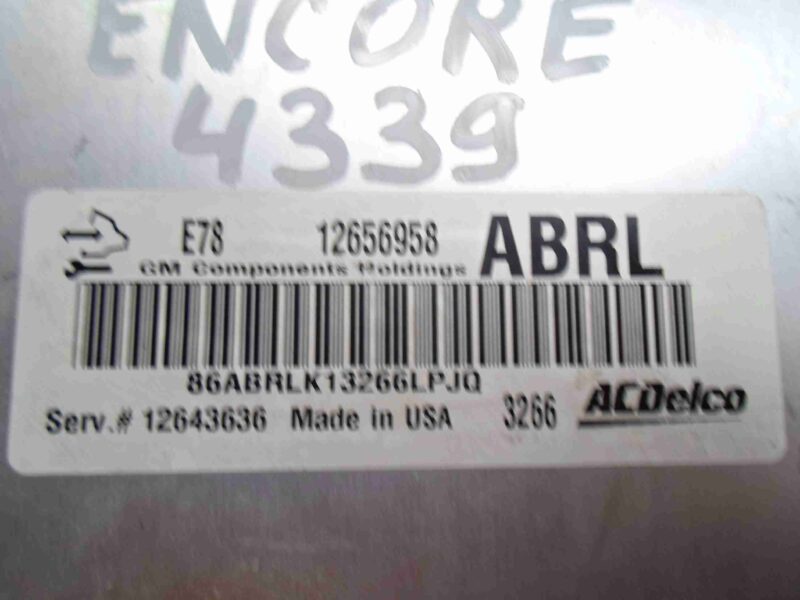 ENCORE
4339
E78 12656958 ABRL
GM Components Holdings
86ABRLK13266LPJQ
Serv.# 12643636 Made in USA 3266 ACDelco